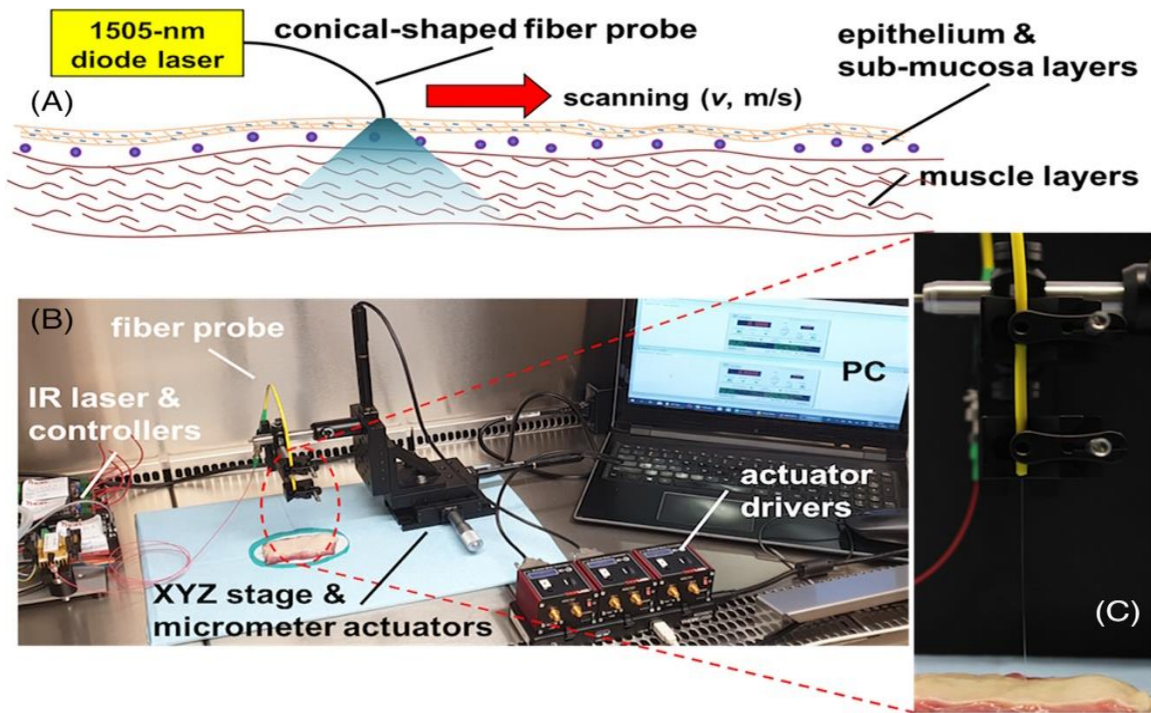 1505-nm
diode laser
conical-shaped fiber probe
epithelium &
sub-mucosa layers
(A)
scanning (v, m/s)
muscle layers
(B)
fiber probe
IR laser &
controllers
PC
actuator
drivers
XYZ stage &
micrometer actuators
(C)